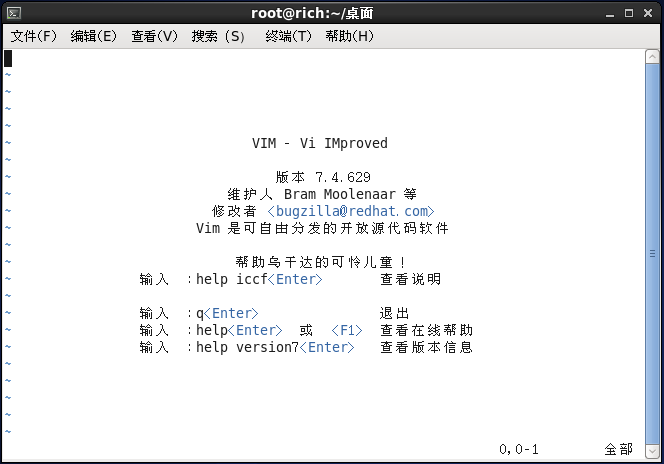 root@rich:~/桌面
文件(F) 编辑(E) 查看(V) 搜索 (S) 终端(T) 帮助(H)
~
~
~
~
~
VIM - Vi IMproved
~
~
版本 7.4.629
~
维护人 Bram Moolenaar 等
~
修改者 <bugzilla@redhat.com>
~
Vim 是可自由分发的开放源代码软件
~
~
帮助乌干达的可怜儿童!
~
输入 :help iccf<Enter> 查看说明
~
~
输入 :q<Enter> 退出
~
输入 :help<Enter> 或 <F1> 查看在线帮助
~
输入 :help version7<Enter> 查看版本信息
~
~
~
~
~
0,0-1 全部